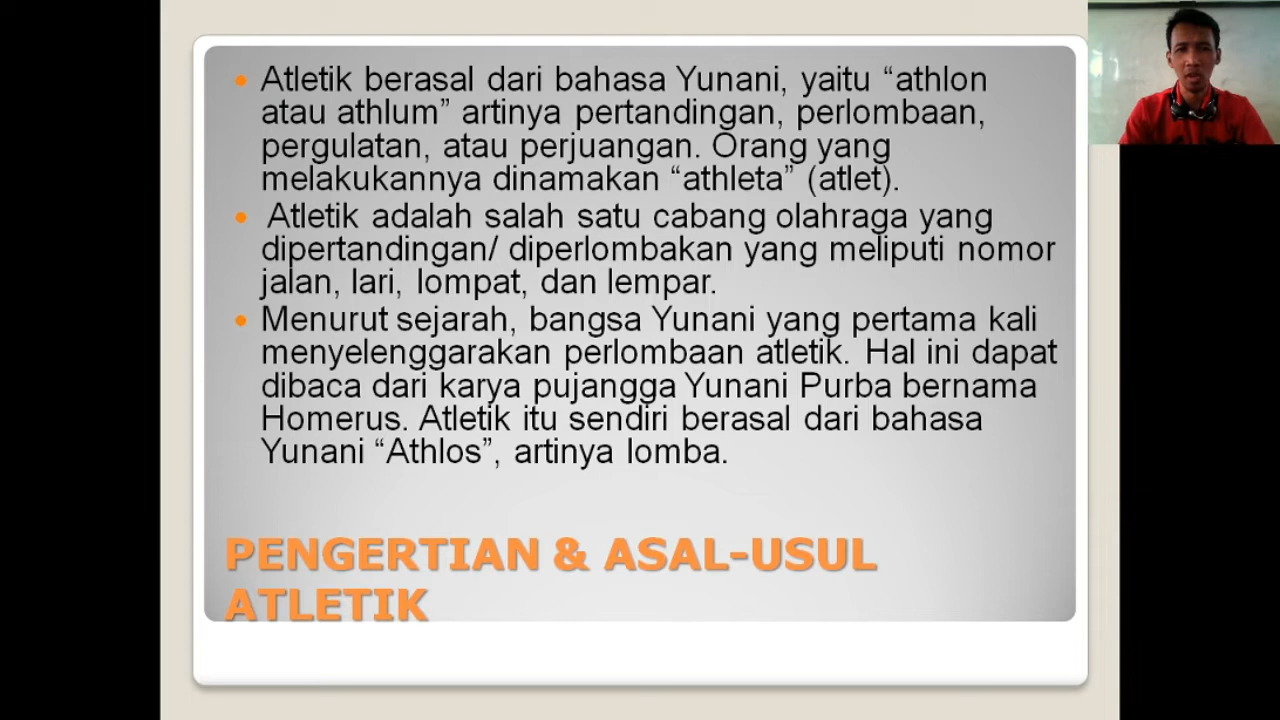 Atletik berasal dari bahasa Yunani, yaitu “athlon
atau athlum” artinya pertandingan, perlombaan,
pergulatan, atau perjuangan. Orang yang
melakukannya dinamakan “athleta” (atlet).
Atletik adalah salah satu cabang olahraga yang
dipertandingan/ diperlombakan yang meliputi nomor
jalan, lari, lompat, dan lempar.
Menurut sejarah, bangsa Yunani yang pertama kali
menyelenggarakan perlombaan atletik. Hal ini dapat
dibaca dari karya pujangga Yunani Purba bernama
Homerus. Atletik itu sendiri berasal dari bahasa
Yunani “Athlos”, artinya lomba.
PENGERTIAN & ASAL-USUL
ATLETIK